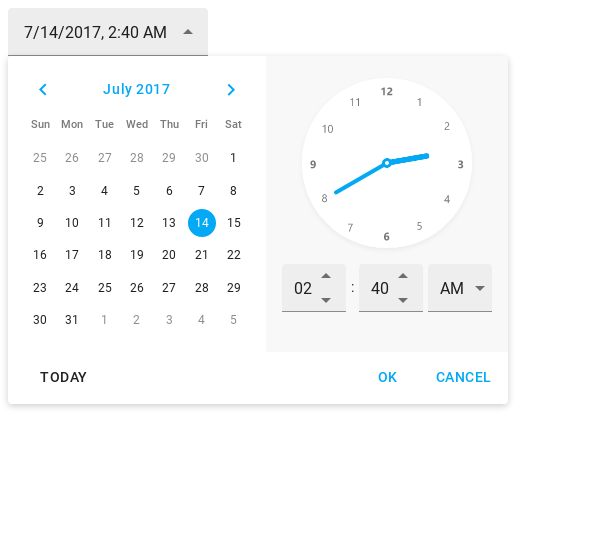 7/14/2017, 2:40 AM
July 2017
Sun Mon Tue Wed Thu Fri Sat
25 26 27 28 29 30 1
2 3 4 5 6 7 8
9 10 11 12 13 14 15
16 17 18 19 20 21 22
23 24 25 26 27 28 29
30 31 1 2 3 4 5
12
11 1
10 2
9 3
8 4
7 5
6
02 : 40 AM
TODAY OK CANCEL